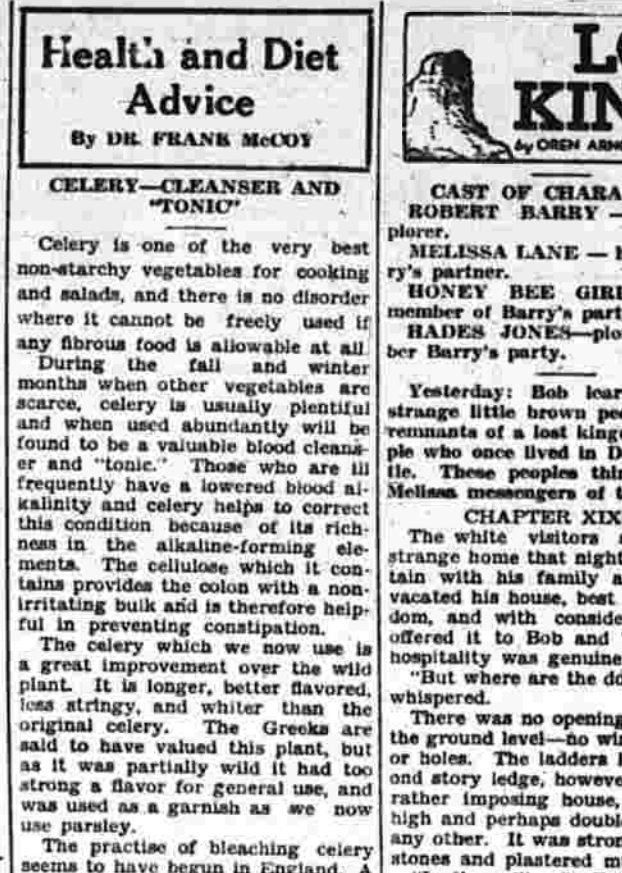 Health and Diet
Advice
By DR. FRANK McCOY
CELERY—CLEANSER AND
"TONIC"
Celery is one of the very best
non-starchy vegetables for cooking
and salads, and there is no disorder
where it cannot be freely used if
any fibrous food is allowable at all.
During the fall and winter
months when other vegetables are
scarce, celery is usually plentiful
and when used abundantly will be
found to be a valuable blood cleans-
er and "tonic." Those who are ill
frequently have a lowered blood al-
kalinity and celery helps to correct
this condition because of its rich-
ness in the alkaline-forming ele-
ments. The cellulose which it con-
tains provides the colon with a non-
irritating bulk and is therefore help-
ful in preventing constipation.
The celery which we now use is
a great improvement over the wild
plant. It is longer, better flavored,
less stringy, and whiter than the
original celery. The Greeks are
said to have valued this plant, but
as it was partially wild it had too
strong a flavor for general use, and
was used as a garnish as we now
use parsley.
The practise of bleaching celery
seems to have begun in England. A
LO
KIN
by OREN ARN
CAST OF CHARA
ROBERT BARRY —
plorer.
MELISSA LANE —
ry's partner.
HONEY BEE GIRL
member of Barry's part
HADES JONES—pio
ber Barry's party.
Yesterday: Bob lear
strange little brown peo
remnants of a lost king
ple who once lived in D
tle. These peoples thin
Melissa messengers of t
CHAPTER XIX
The white visitors
strange home that night
tain with his family a
vacated his house, best
dom, and with conside
offered it to Bob and
hospitality was genuine
"But where are the do
whispered.
There was no opening
the ground level—no win
or holes. The ladders
ond story ledge, howeve
rather imposing house,
high and perhaps double
any other. It was stron
stones and plastered m